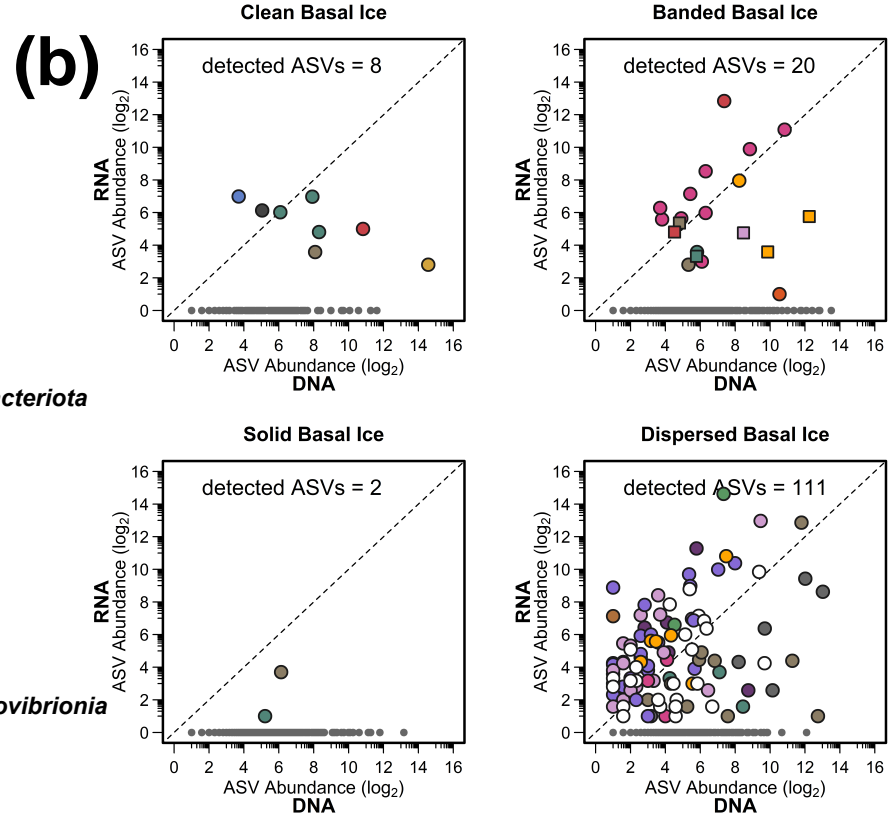 (b)
Clean Basal Ice
detected ASVs = 8
16
14
12
10
8
6
4
2
0
RNA
ASV Abundance (log2)
0 2 4 6 8 10 12 14 16
ASV Abundance (log2)
DNA
Banded Basal Ice
detected ASVs = 20
16
14
12
10
8
6
4
2
0
RNA
ASV Abundance (log2)
0 2 4 6 8 10 12 14 16
ASV Abundance (log2)
DNA
cteriota
Solid Basal Ice
detected ASVs = 2
16
14
12
10
8
6
4
2
0
RNA
ASV Abundance (log2)
0 2 4 6 8 10 12 14 16
ASV Abundance (log2)
DNA
ovibrionia
Dispersed Basal Ice
detected ASVs = 111
16
14
12
10
8
6
4
2
0
RNA
ASV Abundance (log2)
0 2 4 6 8 10 12 14 16
ASV Abundance (log2)
DNA